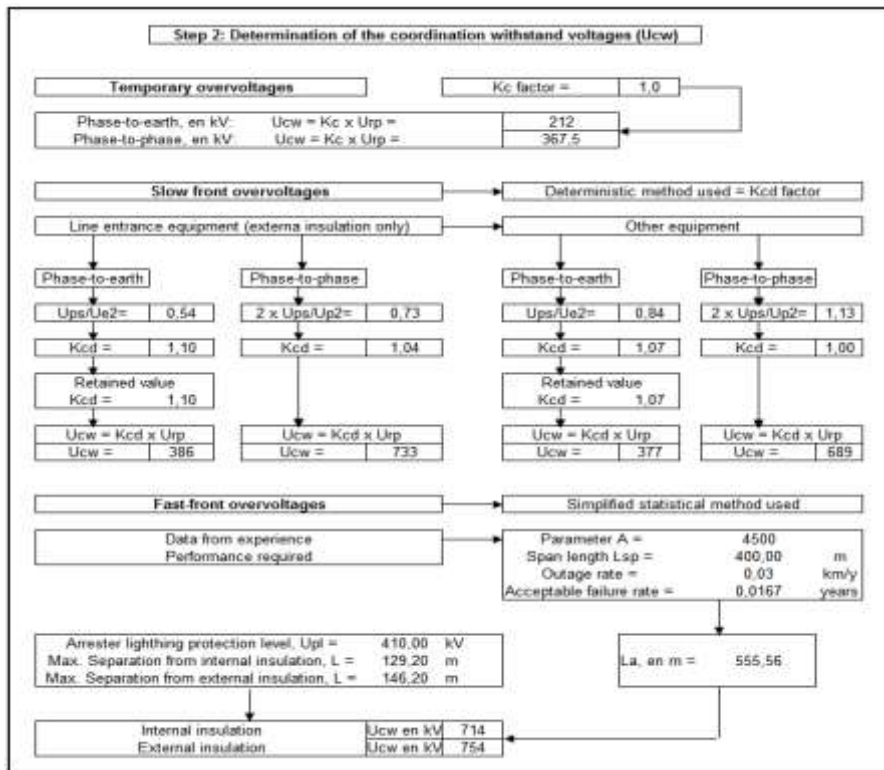 Step 2: Determination of the coordination withstand voltages (Ucw)
Temporary overvoltages
Kc factor = 1,0
Phase-to-earth, en kV: Ucw = Kc x Urp = 212
Phase-to-phase, en kV: Ucw = Kc x Urp = 367,5
Slow front overvoltages
Deterministic method used = Kcd factor
Line entrance equipment (externa insulation only)
Other equipment
Phase-to-earth Phase-to-phase Phase-to-earth Phase-to-phase
Ups/Ue2= 0,54 2 x Ups/Up2= 0,73 Ups/Ue2= 0,84 2 x Ups/Up2= 1,13
Kcd = 1,10 Kcd = 1,04 Kcd = 1,07 Kcd = 1,00
Retained value Retained value
Kcd = 1,10 Kcd = 1,07
Ucw = Kcd x Urp Ucw = Kcd x Urp Ucw = Kcd x Urp Ucw = Kcd x Urp
Ucw = 386 Ucw = 733 Ucw = 377 Ucw = 689
Fast-front overvoltages
Simplified statistical method used
Data from experience
Performance required
Parameter A = 4500
Span length Lsp = 400,00 m
Outage rate = 0,03 km/y
Acceptable failure rate = 0,0167 years
Arrester lighthing protection level, Upl = 410,00 kV
Max. Separation from internal insulation, L = 129,20 m
Max. Separation from external insulation, L = 146,20 m
La, en m = 555,56
Internal insulation Ucw en kV 714
External insulation Ucw en kV 754